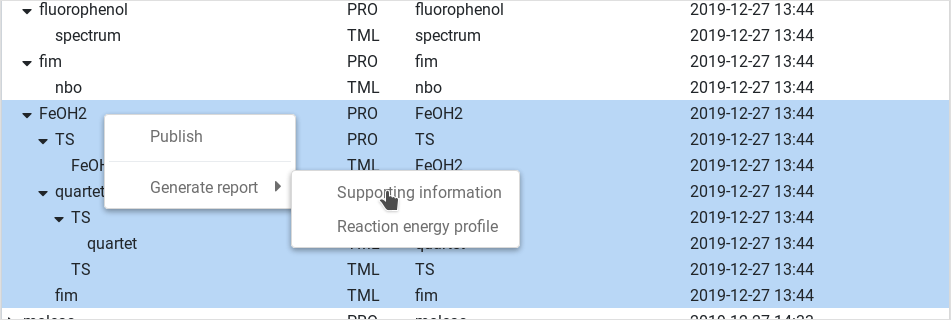 fluorophenol PRO fluorophenol 2019-12-27 13:44
spectrum TML spectrum 2019-12-27 13:44
fim PRO fim 2019-12-27 13:44
nbo TML nbo 2019-12-27 13:44
FeOH2 PRO FeOH2 2019-12-27 13:44
TS PRO TS 2019-12-27 13:44
Publish
TML FeOH2 2019-12-27 13:44
quartet 2019-12-27 13:44
Generate report
Supporting information
TS 2019-12-27 13:44
Reaction energy profile
quartet 2019-12-27 13:44
TS TML TS 2019-12-27 13:44
fim TML fim 2019-12-27 13:44